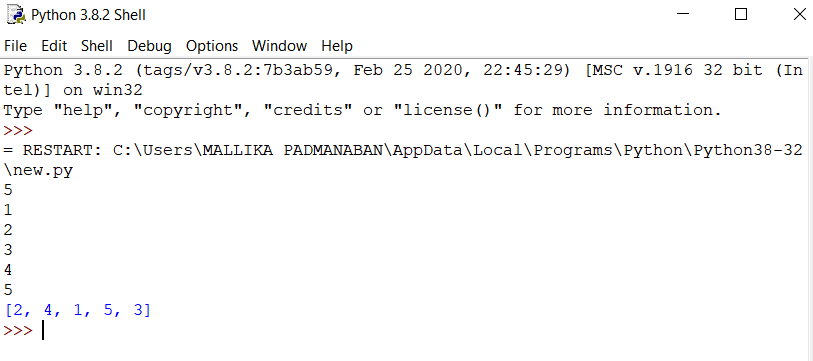 Python 3.8.2 Shell
File Edit Shell Debug Options Window Help
Python 3.8.2 (tags/v3.8.2:7b3ab59, Feb 25 2020, 22:45:29) [MSC v.1916 32 bit (In
tel)] on win32
Type "help", "copyright", "credits" or "license()" for more information.
>>>
= RESTART: C:\Users\MALLIKA PADMANABAN\AppData\Local\Programs\Python\Python38-32
\new.py
5
1
2
3
4
5
[2, 4, 1, 5, 3]
>>>